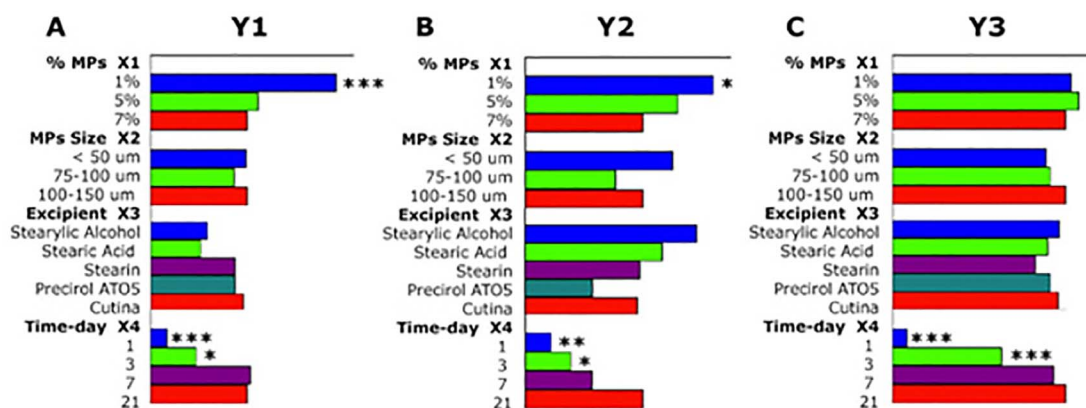 A Y1
% MPs X1
1% ***
5%
7%
MPs Size X2
< 50 um
75-100 um
100-150 um
Excipient X3
Stearylic Alcohol
Stearic Acid
Stearin
Precirol ATO5
Cutina
Time-day X4
1 ***
3 *
7
21
B Y2
% MPs X1
1% *
5%
7%
MPs Size X2
< 50 um
75-100 um
100-150 um
Excipient X3
Stearylic Alcohol
Stearic Acid
Stearin
Precirol ATO5
Cutina
Time-day X4
1 **
3 *
7
21
C Y3
% MPs X1
1%
5%
7%
MPs Size X2
< 50 um
75-100 um
100-150 um
Excipient X3
Stearylic Alcohol
Stearic Acid
Stearin
Precirol ATO5
Cutina
Time-day X4
1 ***
3 ***
7
21